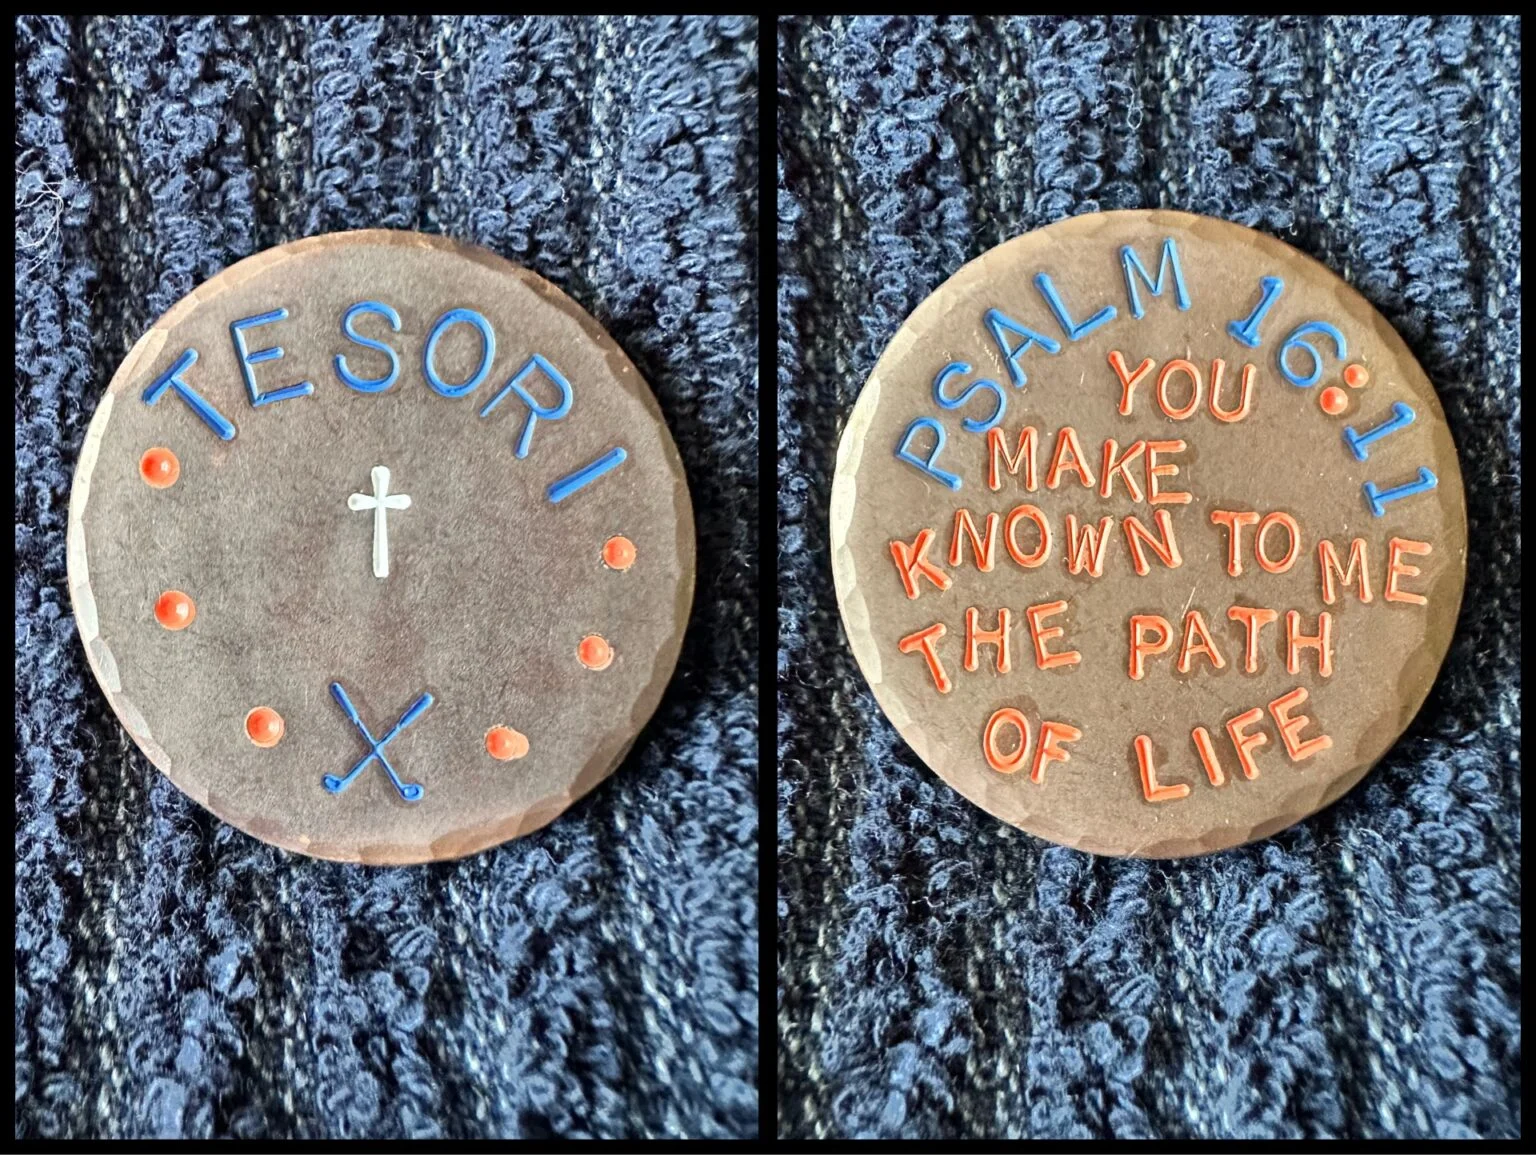 TESORI
PSALM 16:11
YOU
MAKE
KNOWN TO ME
THE PATH
OF LIFE